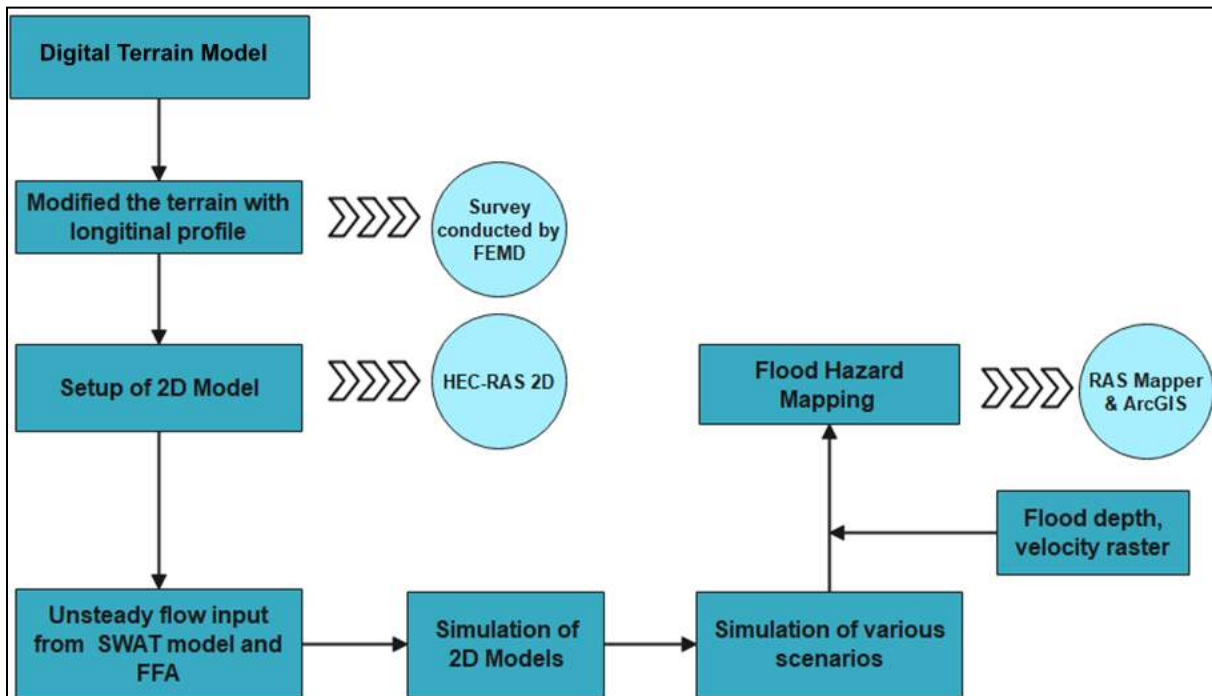 Digital Terrain Model
Modified the terrain with
longitinal profile
Survey
conducted by
FEMD
Setup of 2D Model
HEC-RAS 2D
Flood Hazard
Mapping
RAS Mapper
& ArcGIS
Flood depth,
velocity raster
Unsteady flow input
from SWAT model and
FFA
Simulation of
2D Models
Simulation of various
scenarios